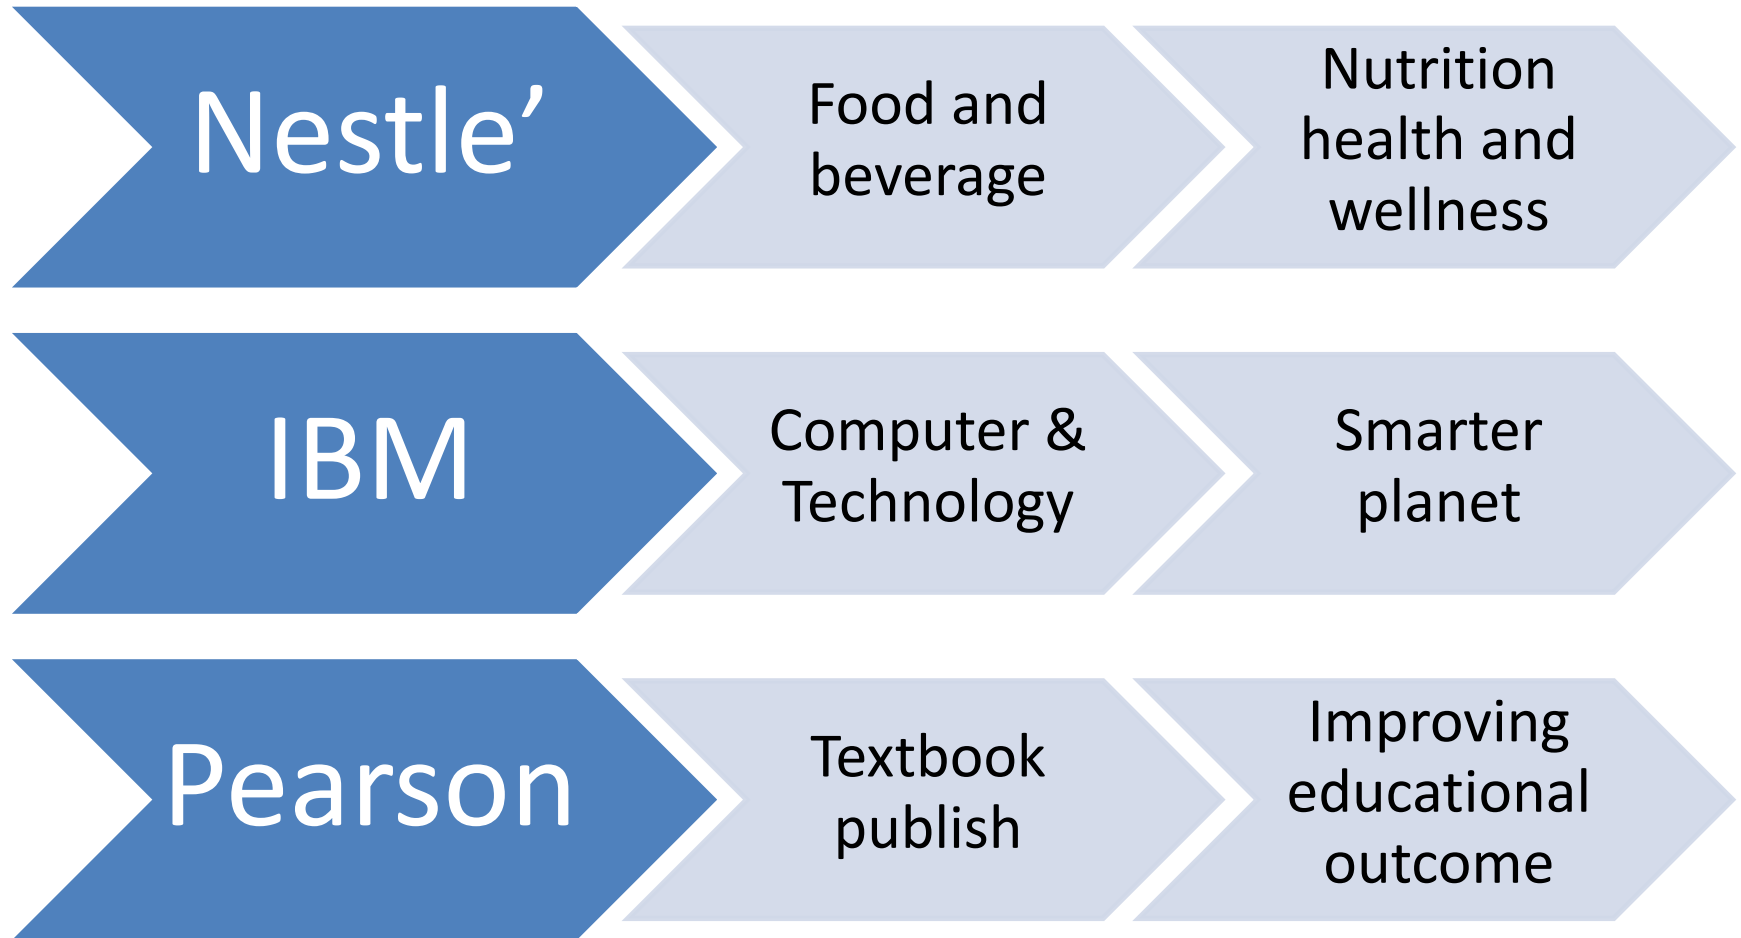 Nestle’
Food and
beverage
Nutrition
health and
wellness
IBM
Computer &
Technology
Smarter
planet
Pearson
Textbook
publish
Improving
educational
outcome